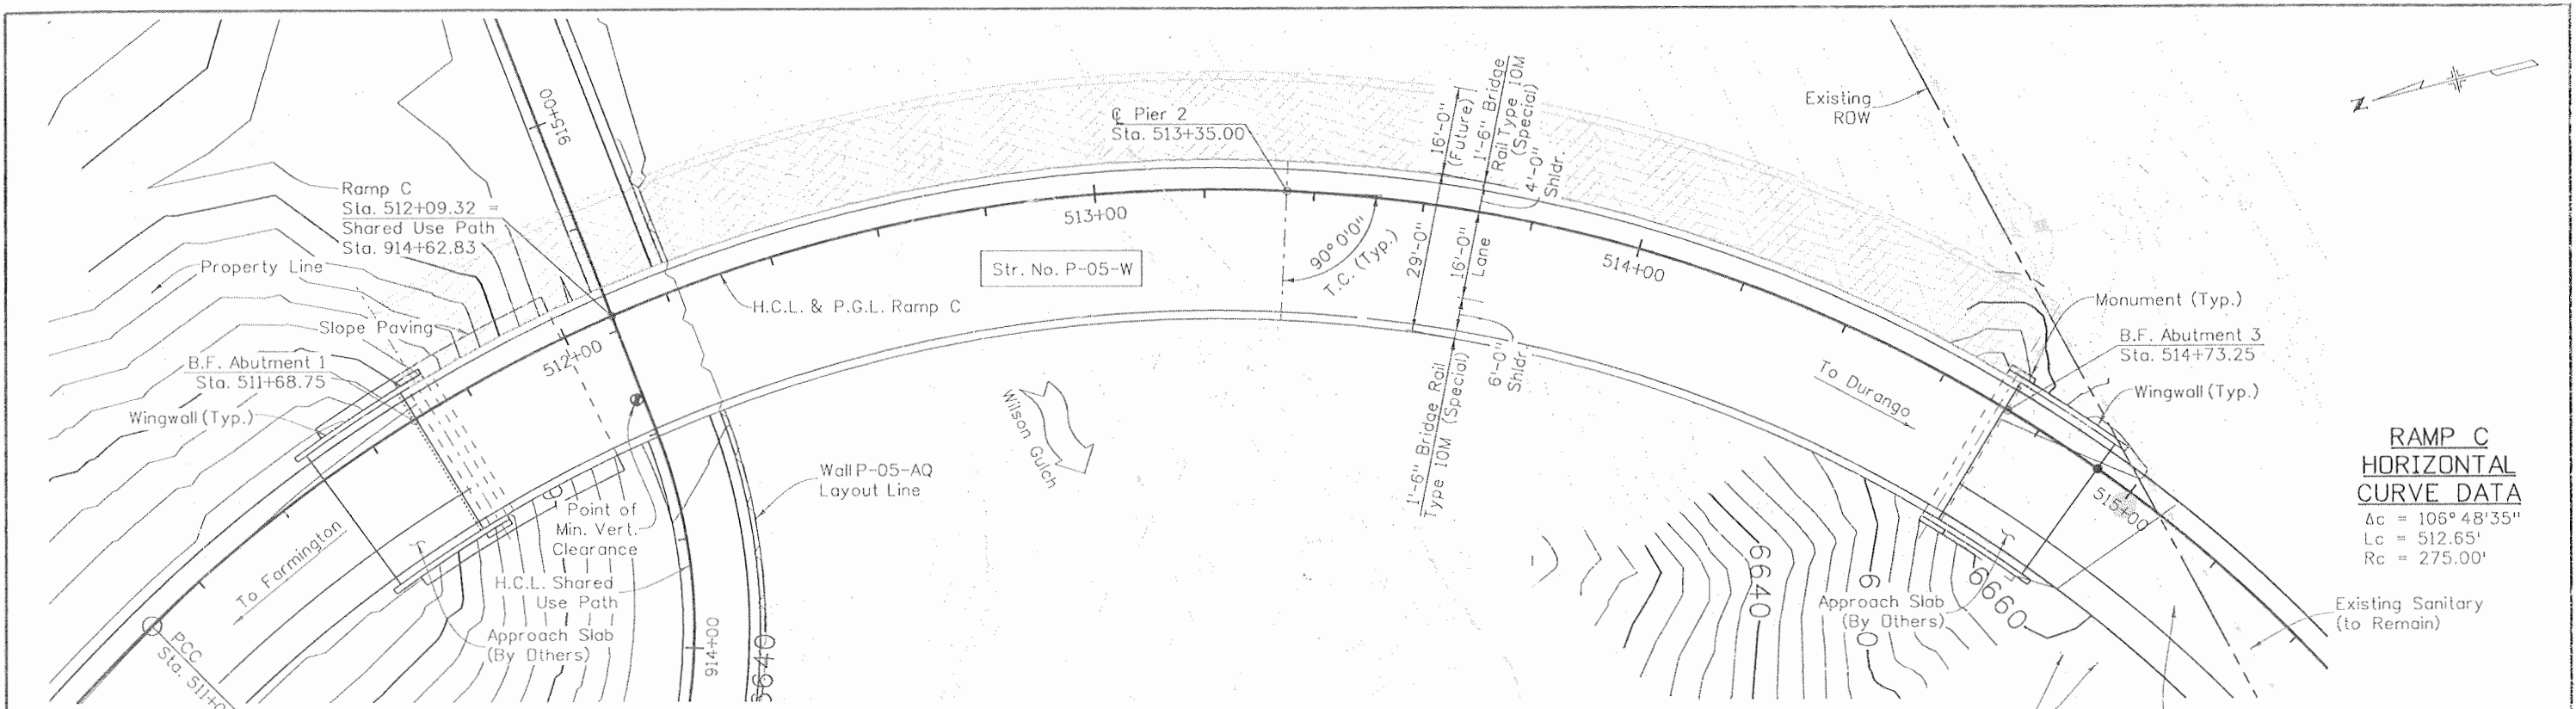 915+00
Ramp C
Sta. 512+09.32 =
Shared Use Path
Sta. 914+62.83
Property Line
Slope Paving
B.F. Abutment 1
Sta. 511+68.75
Wingwall (Typ.)
512+00
To Farmington
PCC
Approach Slab
(By Others)
H.C.L. Shared
Use Path
Point of
Min. Vert.
Clearance
914+00
Wall P-05-AQ
Layout Line
H.C.L. & P.G.L. Ramp C
Str. No. P-05-W
513+00
℄ Pier 2
Sta. 513+35.00
90° 0'0"
T.C. (Typ.)
Wilson Gulch
16'-0"
(Future)
1'-6" Bridge
Rail Type 10M
(Special)
4'-0"
Shldr.
29'-0"
16'-0"
Lane
6'-0"
Shldr.
1'-6" Bridge Rail
Type 10M (Special)
514+00
Existing
ROW
N
To Durango
Monument (Typ.)
B.F. Abutment 3
Sta. 514+73.25
Wingwall (Typ.)
515+00
6640
6660
Approach Slab
(By Others)
RAMP C
HORIZONTAL
CURVE DATA
Δc = 106° 48'35"
Lc = 512.65'
Rc = 275.00'
Existing Sanitary
(to Remain)